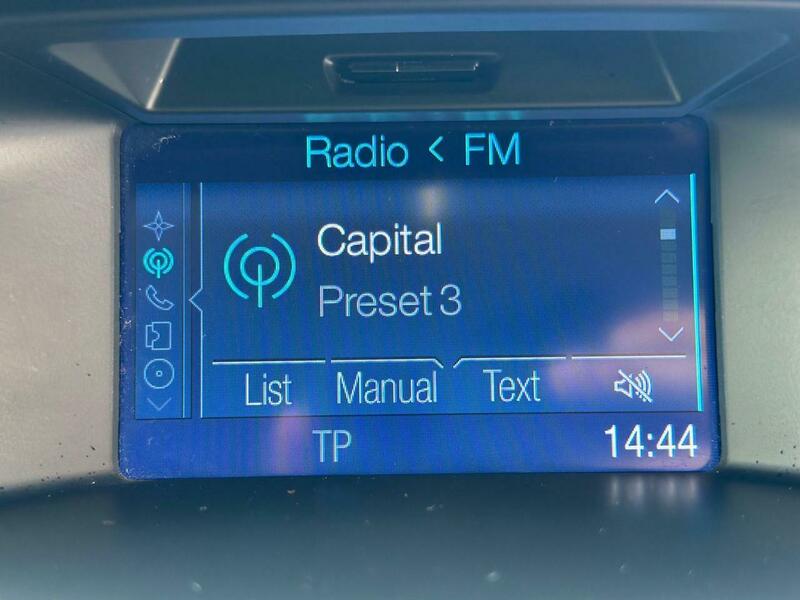 Radio < FM
Capital
Preset 3
List Manual Text
TP 14:44